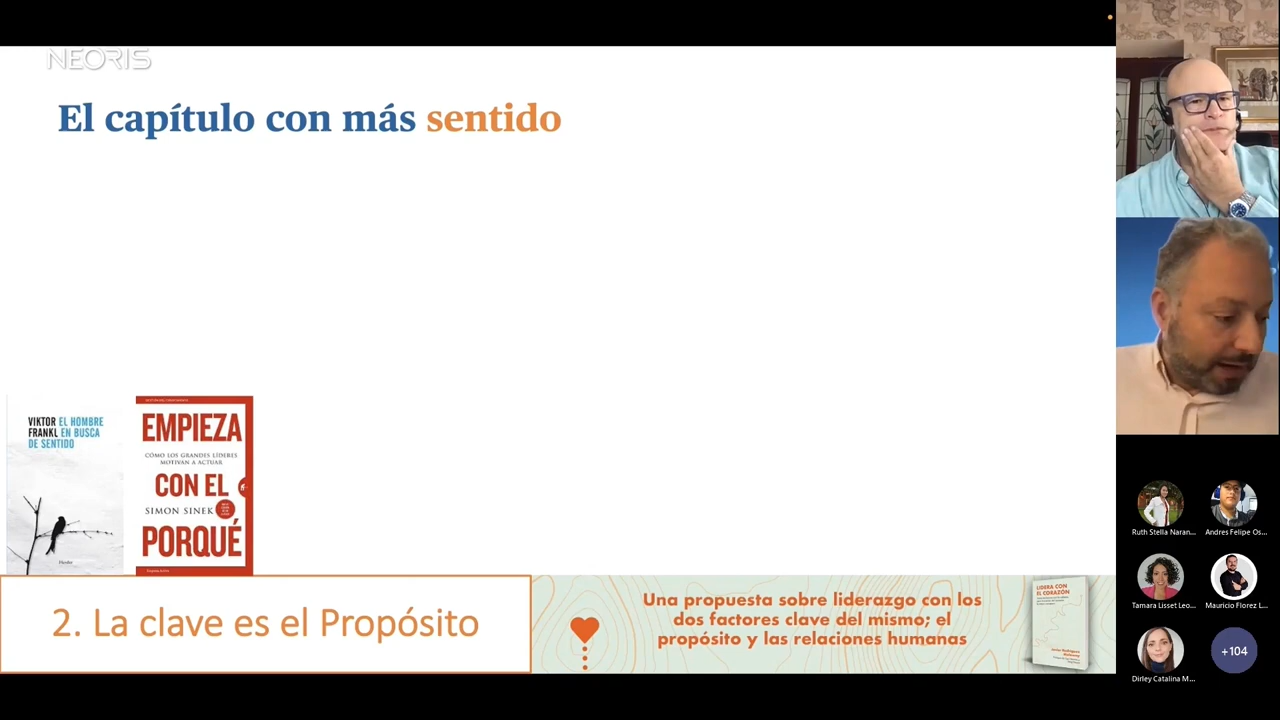 NEORIS
El capítulo con más sentido
VIKTOR EL HOMBRE
FRANKL EN BUSCA
DE SENTIDO
Herder
EMPIEZA
CÓMO LOS GRANDES LÍDERES
MOTIVAN A ACTUAR
CON EL
SIMON SINEK
PORQUÉ
2. La clave es el Propósito
Una propuesta sobre liderazgo con los
dos factores clave del mismo; el
propósito y las relaciones humanas
LIDERA CON
EL CORAZÓN
Ruth Stella Naran...
Andres Felipe Os...
Tamara Lisset Leo...
Mauricio Florez L...
Dirley Catalina M...
+104